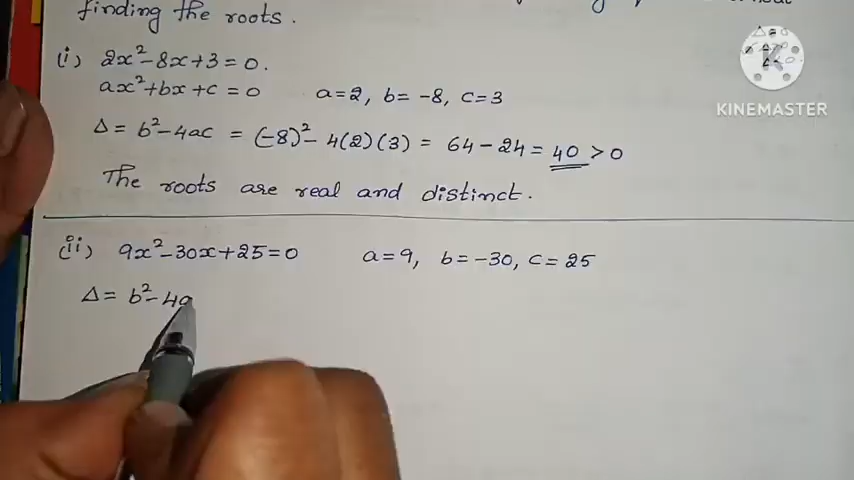 finding the roots.
(i) 2x²-8x+3=0.
ax²+bx+c=0 a=2, b=-8, c=3
Δ= b²-4ac = (-8)²-4(2)(3) = 64-24 = 40 >0
The roots are real and distinct.
(ii) 9x²-30x+25=0 a=9, b=-30, c=25
Δ= b²-4a
K
KINEMASTER